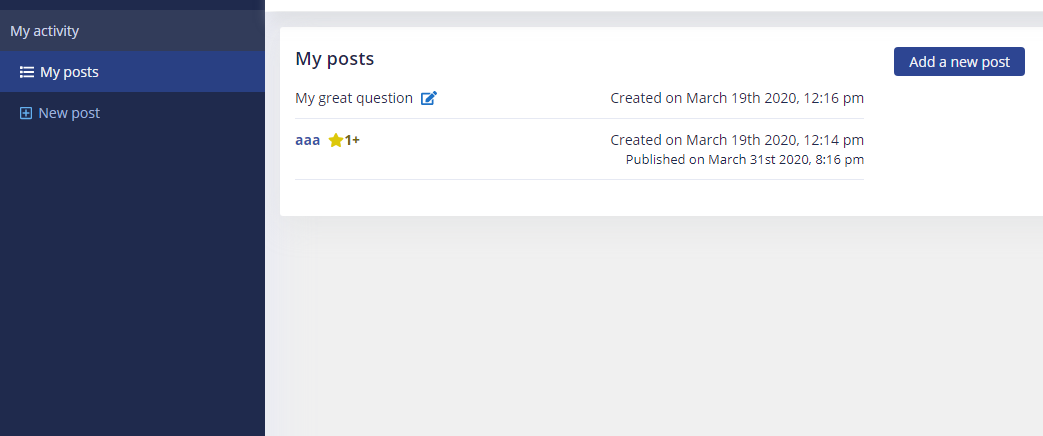 My activity
My posts
New post
My posts
Add a new post
My great question Created on March 19th 2020, 12:16 pm
aaa 1+ Created on March 19th 2020, 12:14 pm
Published on March 31st 2020, 8:16 pm